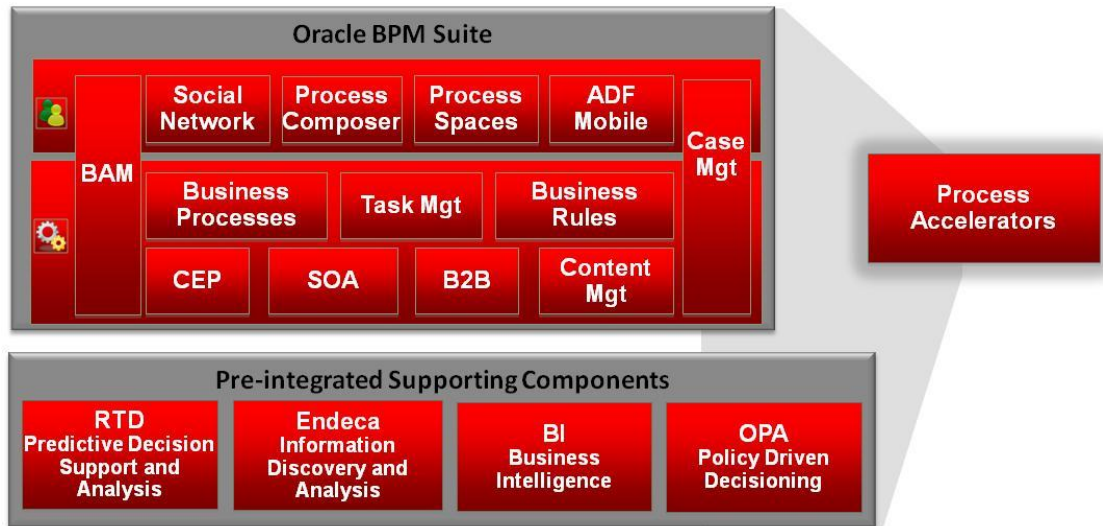 Oracle BPM Suite
Social
Network
Process
Composer
Process
Spaces
ADF
Mobile
BAM
Case
Mgt
Business
Processes
Task Mgt
Business
Rules
CEP
SOA
B2B
Content
Mgt
Process
Accelerators
Pre-integrated Supporting Components
RTD
Predictive Decision
Support and
Analysis
Endeca
Information
Discovery and
Analysis
BI
Business
Intelligence
OPA
Policy Driven
Decisioning